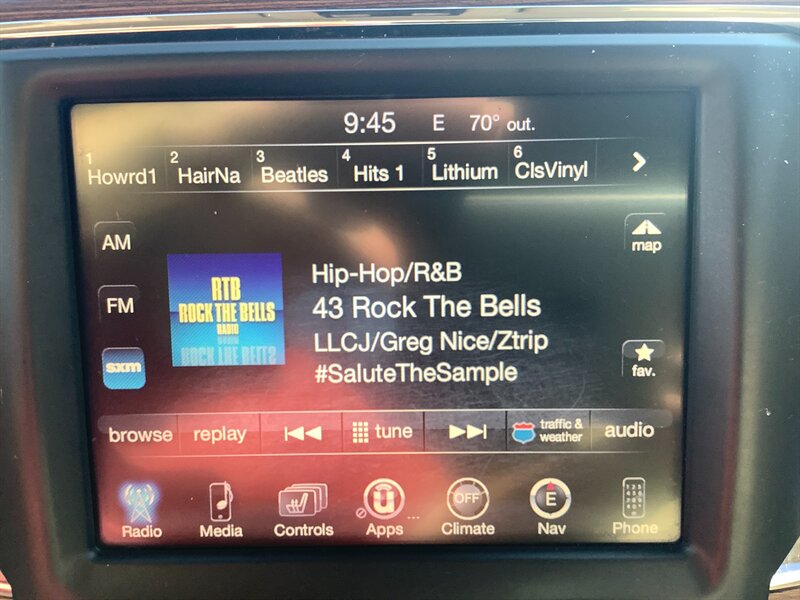 9:45 E 70° out.
1 Howrd1 2 HairNa 3 Beatles 4 Hits 1 5 Lithium 6 ClsVinyl
AM
map
FM
sxm
RTB
ROCK THE BELLS
RADIO
Hip-Hop/R&B
43 Rock The Bells
LLCJ/Greg Nice/Ztrip
#SaluteTheSample
fav.
browse replay tune traffic & weather audio
OFF E
Radio Media Controls Apps ... Climate Nav Phone